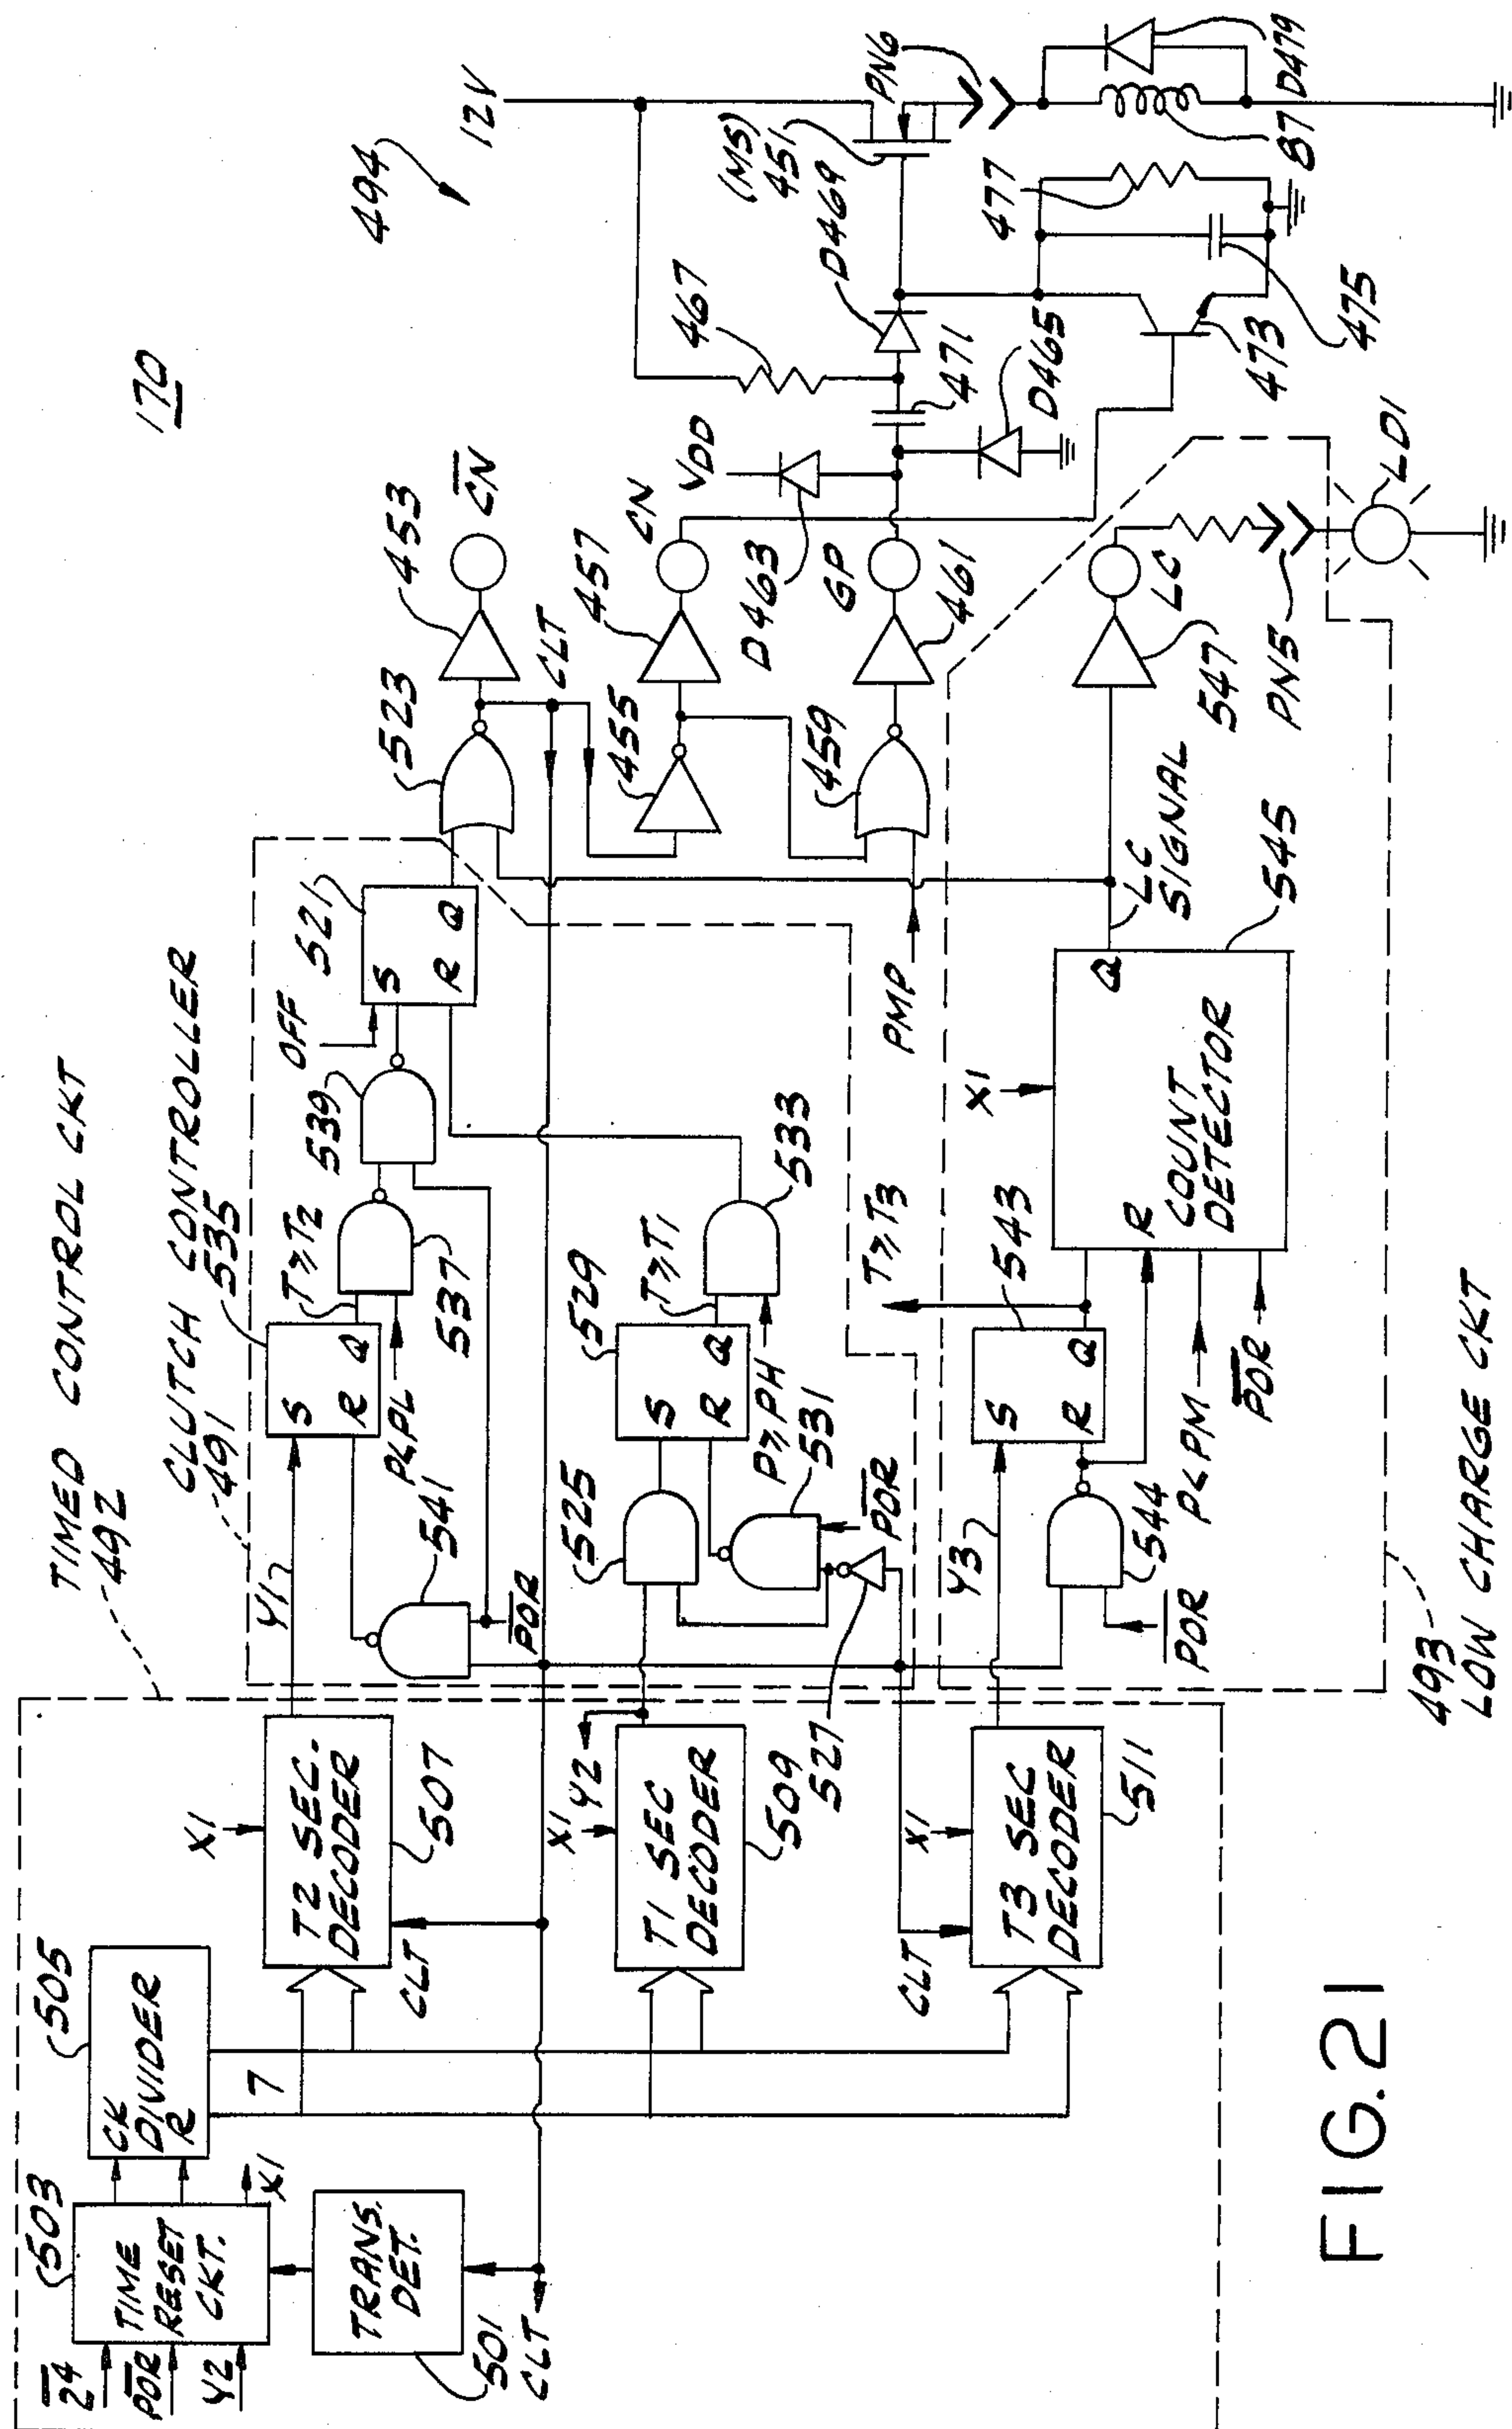 170
494
12V
TIMED CONTROL CKT
492
CLUTCH CONTROLLER
491
535
503
505
TIME
RESET
CKT.
CK
DIVIDER
R
7
24
POR
Y2
X1
TRANS.
DET.
501
CLT
X1
T2 SEC.
DECODER
507
CLT
X1
Y2
T1 SEC
DECODER
509
527
CLT
X1
T3 SEC
DECODER
511
Y1
S
R
Q
T≥T2
P<PL
537
541
POR
539
OFF
521
S
R
Q
525
529
S
R
Q
T≥T1
P≥PH
531
POR
533
Y3
543
S
R
Q
T≥T3
544
POR
P<PM
POR
X1
R
COUNT
DETECTOR
Q
545
LC
SIGNAL
523
453
CN
CLT
455
457
CN
459
461
GP
PMP
547
LC
PN5
LD1
D463
VDD
D465
471
467
D469
(MS)
451
PN6
473
475
477
87
D479
493
LOW CHARGE CKT
FIG. 21